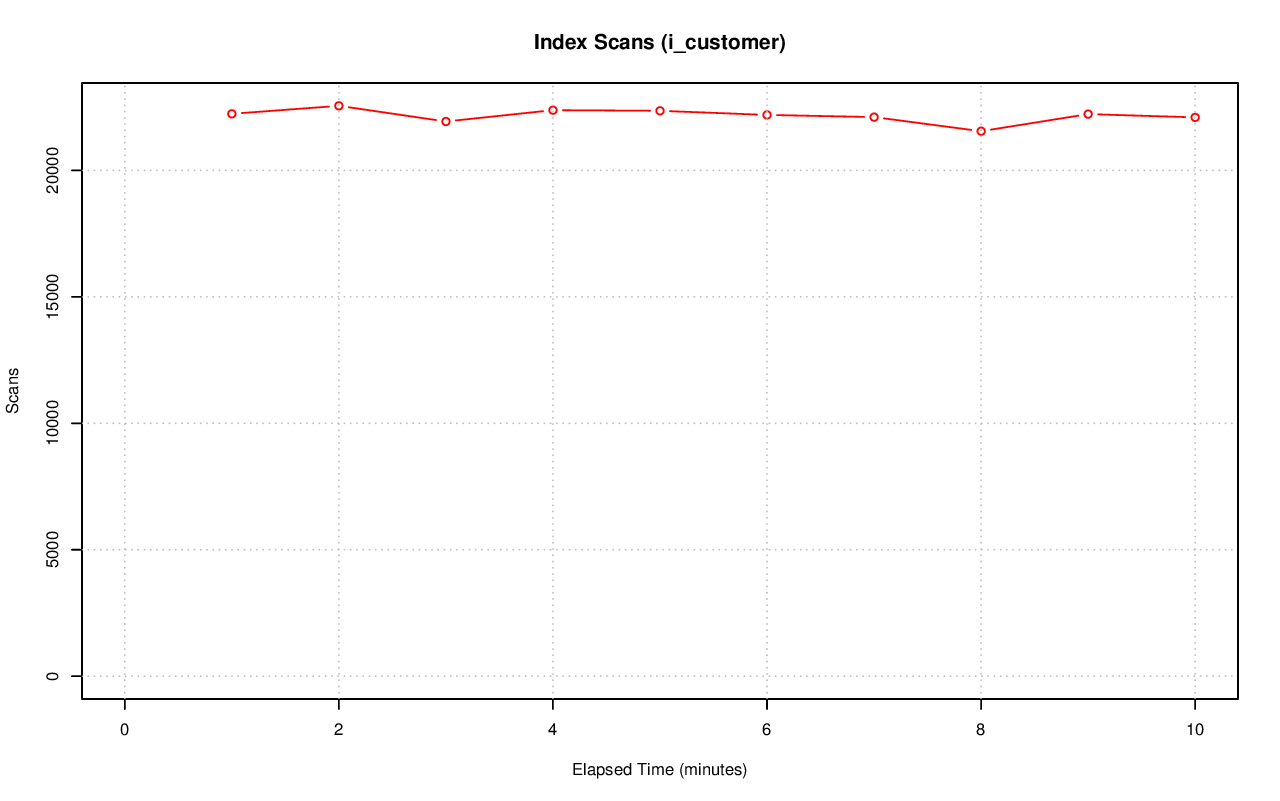 Index Scans (i_customer)
20000
15000
10000
5000
0
Scans
0 2 4 6 8 10
Elapsed Time (minutes)